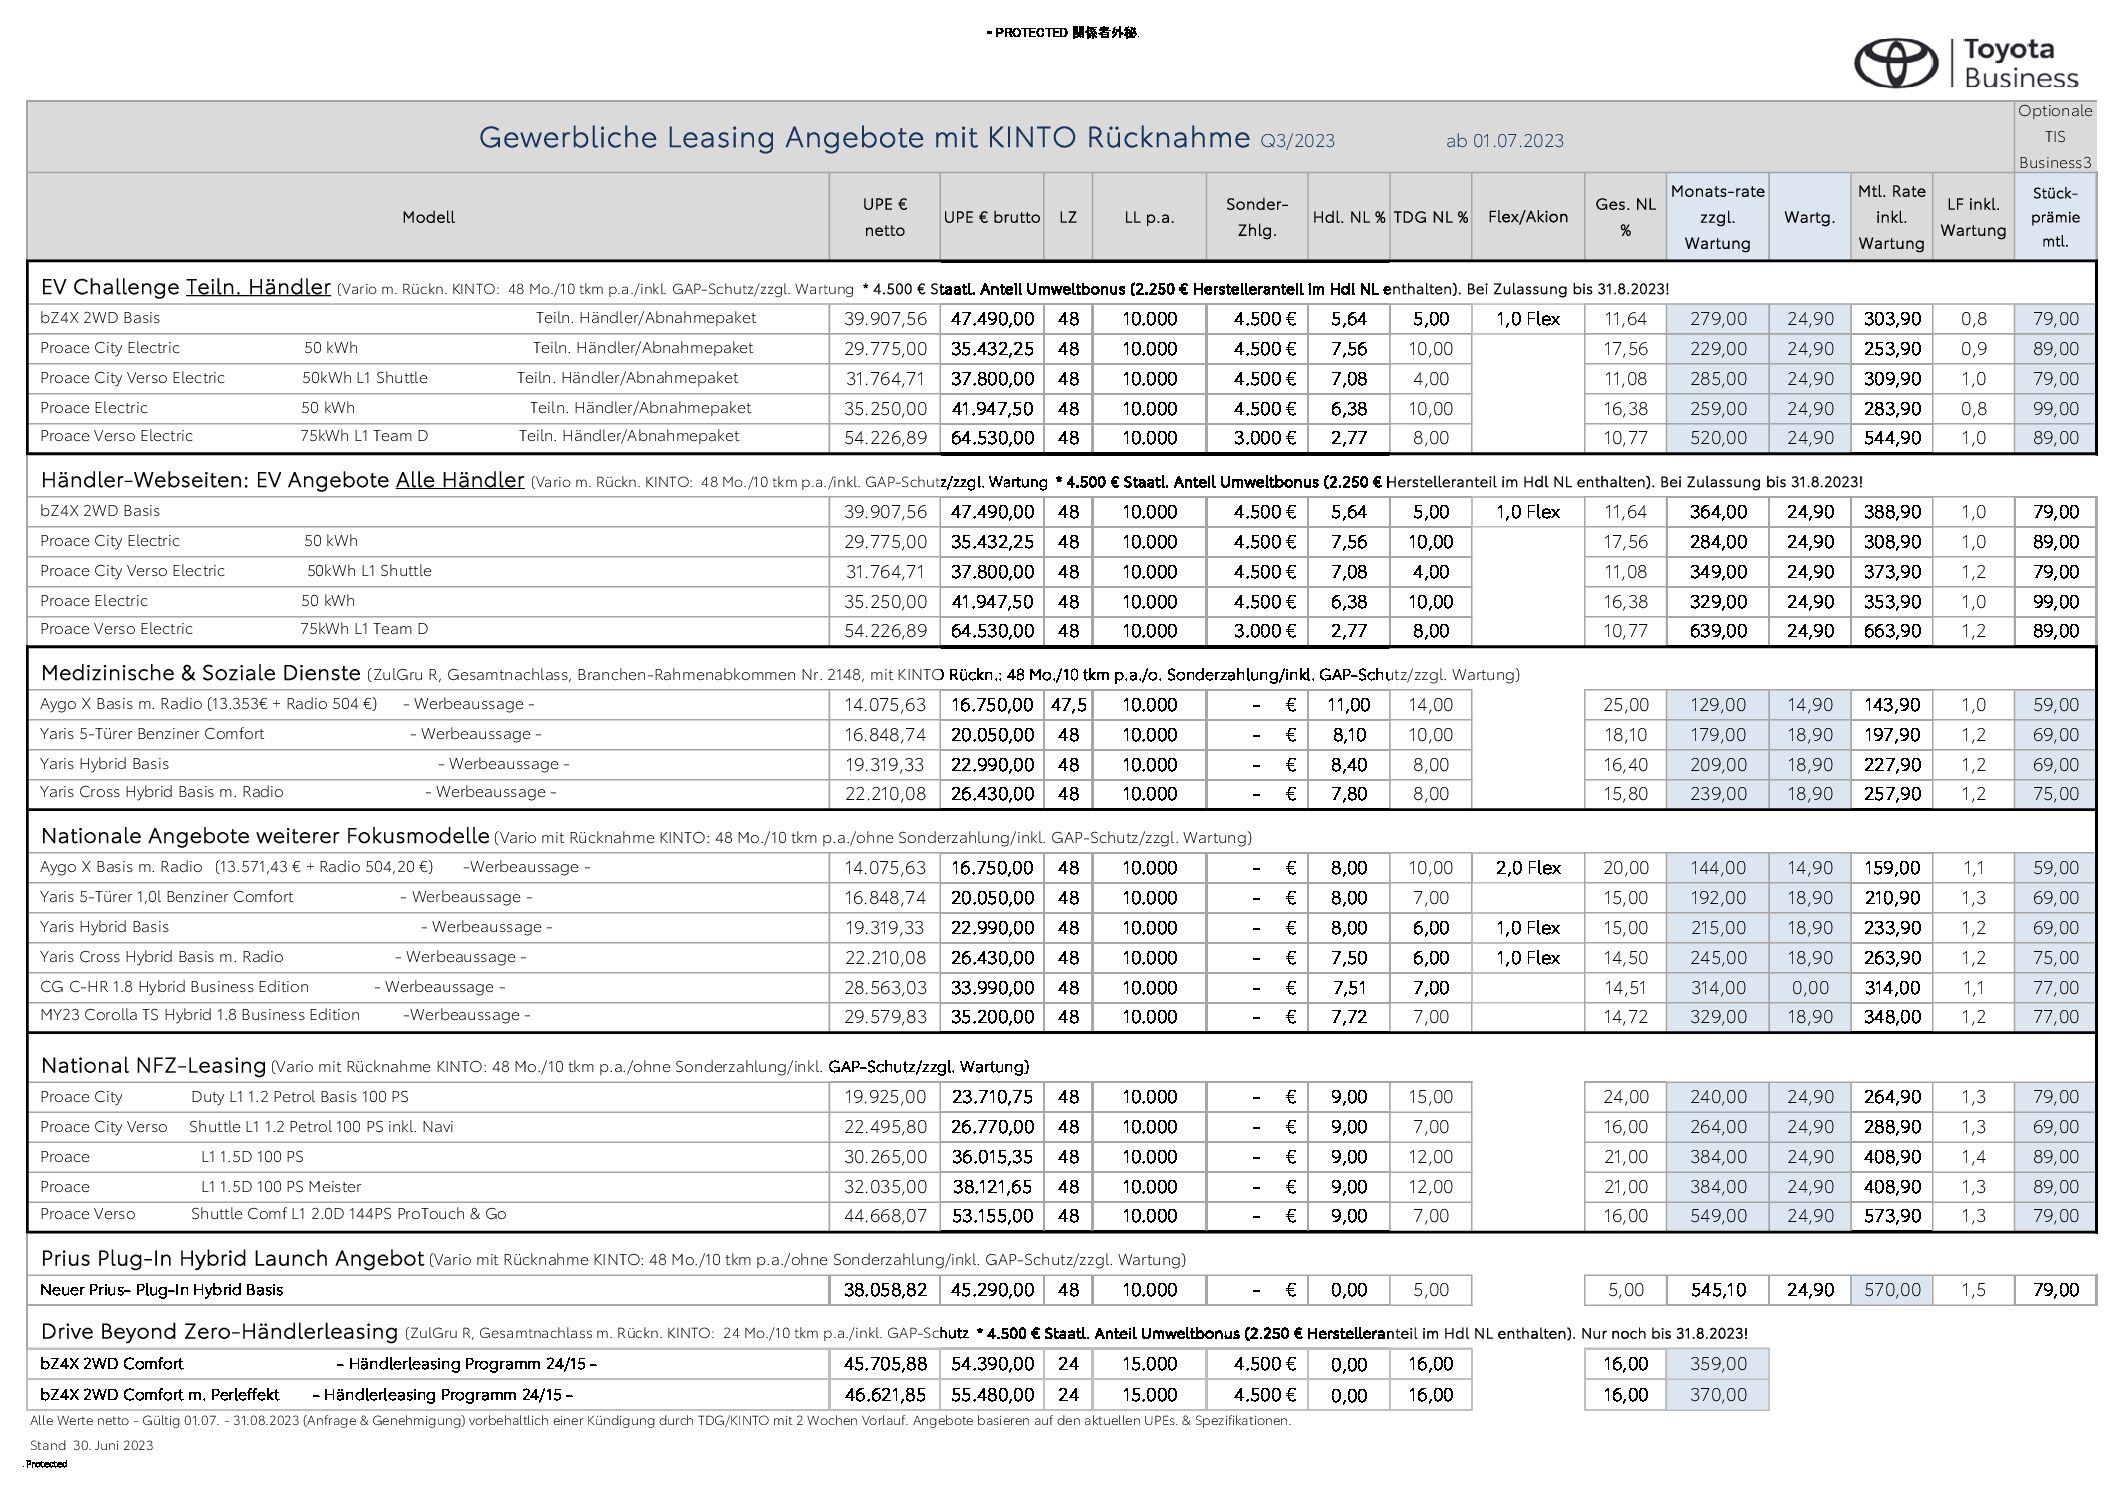 - PROTECTED 関係者外秘
Toyota
Business
Gewerbliche Leasing Angebote mit KINTO Rücknahme Q3/2023 ab 01.07.2023
Optionale
TIS
Business3
Modell UPE € netto UPE € brutto LZ LL p.a. Sonder-Zhlg. Hdl. NL % TDG NL % Flex/Akion Ges. NL % Monats-rate zzgl. Wartung Wartg. Mtl. Rate inkl. Wartung LF inkl. Wartung Stück-prämie mtl.
EV Challenge Teiln. Händler (Vario m. Rückn. KINTO: 48 Mo./10 tkm p.a./inkl. GAP-Schutz/zzgl. Wartung * 4.500 € Staatl. Anteil Umweltbonus (2.250 € Herstelleranteil im Hdl NL enthalten). Bei Zulassung bis 31.8.2023!
bZ4X 2WD Basis Teiln. Händler/Abnahmepaket 39.907,56 47.490,00 48 10.000 4.500 € 5,64 5,00 1,0 Flex 11,64 279,00 24,90 303,90 0,8 79,00
Proace City Electric 50 kWh Teiln. Händler/Abnahmepaket 29.775,00 35.432,25 48 10.000 4.500 € 7,56 10,00 17,56 229,00 24,90 253,90 0,9 89,00
Proace City Verso Electric 50kWh L1 Shuttle Teiln. Händler/Abnahmepaket 31.764,71 37.800,00 48 10.000 4.500 € 7,08 4,00 11,08 285,00 24,90 309,90 1,0 79,00
Proace Electric 50 kWh Teiln. Händler/Abnahmepaket 35.250,00 41.947,50 48 10.000 4.500 € 6,38 10,00 16,38 259,00 24,90 283,90 0,8 99,00
Proace Verso Electric 75kWh L1 Team D Teiln. Händler/Abnahmepaket 54.226,89 64.530,00 48 10.000 3.000 € 2,77 8,00 10,77 520,00 24,90 544,90 1,0 89,00
Händler-Webseiten: EV Angebote Alle Händler (Vario m. Rückn. KINTO: 48 Mo./10 tkm p.a./inkl. GAP-Schutz/zzgl. Wartung * 4.500 € Staatl. Anteil Umweltbonus (2.250 € Herstelleranteil im Hdl NL enthalten). Bei Zulassung bis 31.8.2023!
bZ4X 2WD Basis 39.907,56 47.490,00 48 10.000 4.500 € 5,64 5,00 1,0 Flex 11,64 364,00 24,90 388,90 1,0 79,00
Proace City Electric 50 kWh 29.775,00 35.432,25 48 10.000 4.500 € 7,56 10,00 17,56 284,00 24,90 308,90 1,0 89,00
Proace City Verso Electric 50kWh L1 Shuttle 31.764,71 37.800,00 48 10.000 4.500 € 7,08 4,00 11,08 349,00 24,90 373,90 1,2 79,00
Proace Electric 50 kWh 35.250,00 41.947,50 48 10.000 4.500 € 6,38 10,00 16,38 329,00 24,90 353,90 1,0 99,00
Proace Verso Electric 75kWh L1 Team D 54.226,89 64.530,00 48 10.000 3.000 € 2,77 8,00 10,77 639,00 24,90 663,90 1,2 89,00
Medizinische & Soziale Dienste (ZulGru R, Gesamtnachlass, Branchen-Rahmenabkommen Nr. 2148, mit KINTO Rückn.: 48 Mo./10 tkm p.a./o. Sonderzahlung/inkl. GAP-Schutz/zzgl. Wartung)
Aygo X Basis m. Radio (13.353€ + Radio 504 €) - Werbeaussage - 14.075,63 16.750,00 47,5 10.000 - € 11,00 14,00 25,00 129,00 14,90 143,90 1,0 59,00
Yaris 5-Türer Benziner Comfort - Werbeaussage - 16.848,74 20.050,00 48 10.000 - € 8,10 10,00 18,10 179,00 18,90 197,90 1,2 69,00
Yaris Hybrid Basis - Werbeaussage - 19.319,33 22.990,00 48 10.000 - € 8,40 8,00 16,40 209,00 18,90 227,90 1,2 69,00
Yaris Cross Hybrid Basis m. Radio - Werbeaussage - 22.210,08 26.430,00 48 10.000 - € 7,80 8,00 15,80 239,00 18,90 257,90 1,2 75,00
Nationale Angebote weiterer Fokusmodelle (Vario mit Rücknahme KINTO: 48 Mo./10 tkm p.a./ohne Sonderzahlung/inkl. GAP-Schutz/zzgl. Wartung)
Aygo X Basis m. Radio (13.571,43 € + Radio 504,20 €) -Werbeaussage - 14.075,63 16.750,00 48 10.000 - € 8,00 10,00 2,0 Flex 20,00 144,00 14,90 159,00 1,1 59,00
Yaris 5-Türer 1,0l Benziner Comfort - Werbeaussage - 16.848,74 20.050,00 48 10.000 - € 8,00 7,00 15,00 192,00 18,90 210,90 1,3 69,00
Yaris Hybrid Basis - Werbeaussage - 19.319,33 22.990,00 48 10.000 - € 8,00 6,00 1,0 Flex 15,00 215,00 18,90 233,90 1,2 69,00
Yaris Cross Hybrid Basis m. Radio - Werbeaussage - 22.210,08 26.430,00 48 10.000 - € 7,50 6,00 1,0 Flex 14,50 245,00 18,90 263,90 1,2 75,00
CG C-HR 1.8 Hybrid Business Edition - Werbeaussage - 28.563,03 33.990,00 48 10.000 - € 7,51 7,00 14,51 314,00 0,00 314,00 1,1 77,00
MY23 Corolla TS Hybrid 1.8 Business Edition -Werbeaussage - 29.579,83 35.200,00 48 10.000 - € 7,72 7,00 14,72 329,00 18,90 348,00 1,2 77,00
National NFZ-Leasing (Vario mit Rücknahme KINTO: 48 Mo./10 tkm p.a./ohne Sonderzahlung/inkl. GAP-Schutz/zzgl. Wartung)
Proace City Duty L1 1.2 Petrol Basis 100 PS 19.925,00 23.710,75 48 10.000 - € 9,00 15,00 24,00 240,00 24,90 264,90 1,3 79,00
Proace City Verso Shuttle L1 1.2 Petrol 100 PS inkl. Navi 22.495,80 26.770,00 48 10.000 - € 9,00 7,00 16,00 264,00 24,90 288,90 1,3 69,00
Proace L1 1.5D 100 PS 30.265,00 36.015,35 48 10.000 - € 9,00 12,00 21,00 384,00 24,90 408,90 1,4 89,00
Proace L1 1.5D 100 PS Meister 32.035,00 38.121,65 48 10.000 - € 9,00 12,00 21,00 384,00 24,90 408,90 1,3 89,00
Proace Verso Shuttle Comf L1 2.0D 144PS ProTouch & Go 44.668,07 53.155,00 48 10.000 - € 9,00 7,00 16,00 549,00 24,90 573,90 1,3 79,00
Prius Plug-In Hybrid Launch Angebot (Vario mit Rücknahme KINTO: 48 Mo./10 tkm p.a./ohne Sonderzahlung/inkl. GAP-Schutz/zzgl. Wartung)
Neuer Prius- Plug-In Hybrid Basis 38.058,82 45.290,00 48 10.000 - € 0,00 5,00 5,00 545,10 24,90 570,00 1,5 79,00
Drive Beyond Zero-Händlerleasing (ZulGru R, Gesamtnachlass m. Rückn. KINTO: 24 Mo./10 tkm p.a./inkl. GAP-Schutz * 4.500 € Staatl. Anteil Umweltbonus (2.250 € Herstelleranteil im Hdl NL enthalten). Nur noch bis 31.8.2023!
bZ4X 2WD Comfort - Händlerleasing Programm 24/15 - 45.705,88 54.390,00 24 15.000 4.500 € 0,00 16,00 16,00 359,00
bZ4X 2WD Comfort m. Perleffekt - Händlerleasing Programm 24/15 - 46.621,85 55.480,00 24 15.000 4.500 € 0,00 16,00 16,00 370,00
Alle Werte netto - Gültig 01.07. - 31.08.2023 (Anfrage & Genehmigung) vorbehaltlich einer Kündigung durch TDG/KINTO mit 2 Wochen Vorlauf. Angebote basieren auf den aktuellen UPEs. & Spezifikationen.
Stand 30. Juni 2023
Protected